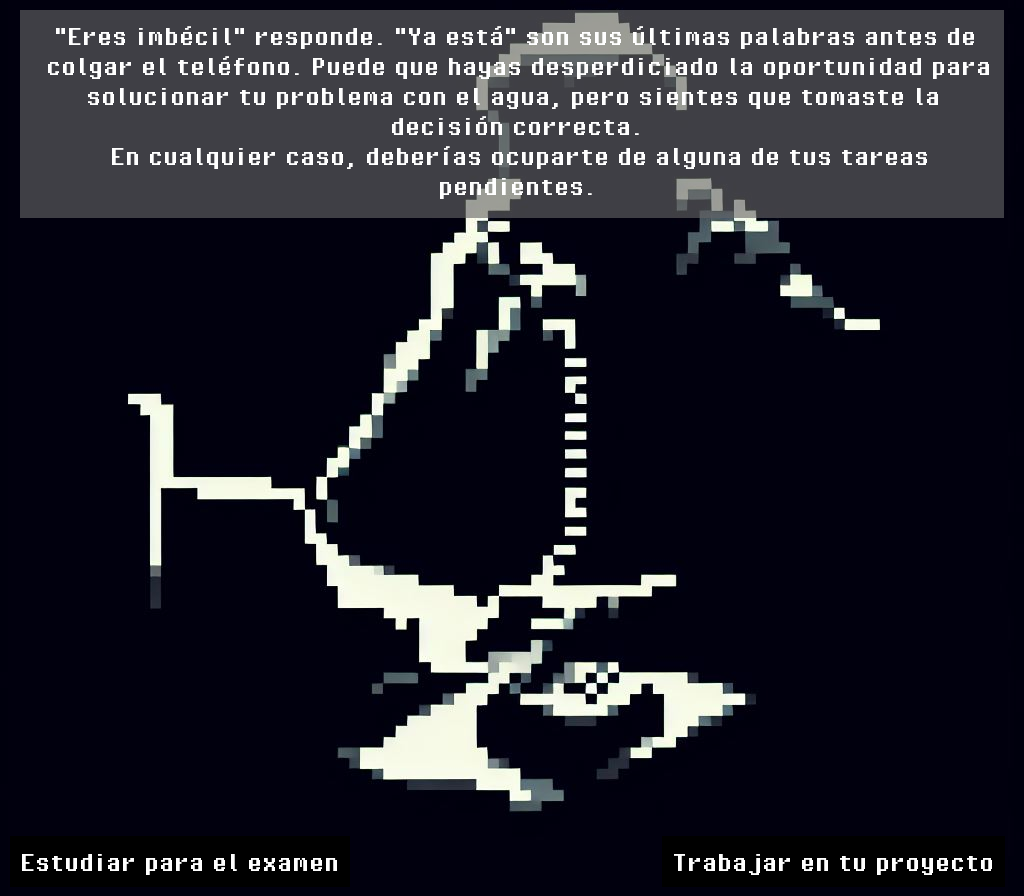 "Eres imbécil" responde. "Ya está" son sus últimas palabras antes de
colgar el teléfono. Puede que hayas desperdiciado la oportunidad para
solucionar tu problema con el agua, pero sientes que tomaste la
decisión correcta.
En cualquier caso, deberías ocuparte de alguna de tus tareas
pendientes.
Estudiar para el examen
Trabajar en tu proyecto